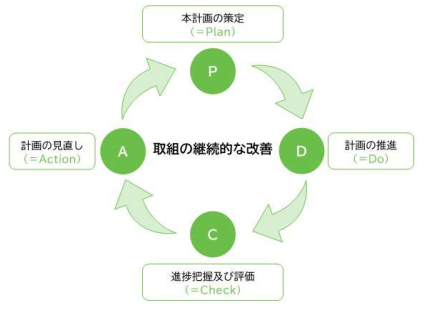 本計画の策定
(=Plan)
P
計画の見直し
(=Action)
A
取組の継続的な改善
D
計画の推進
(=Do)
C
進捗把握及び評価
(=Check)